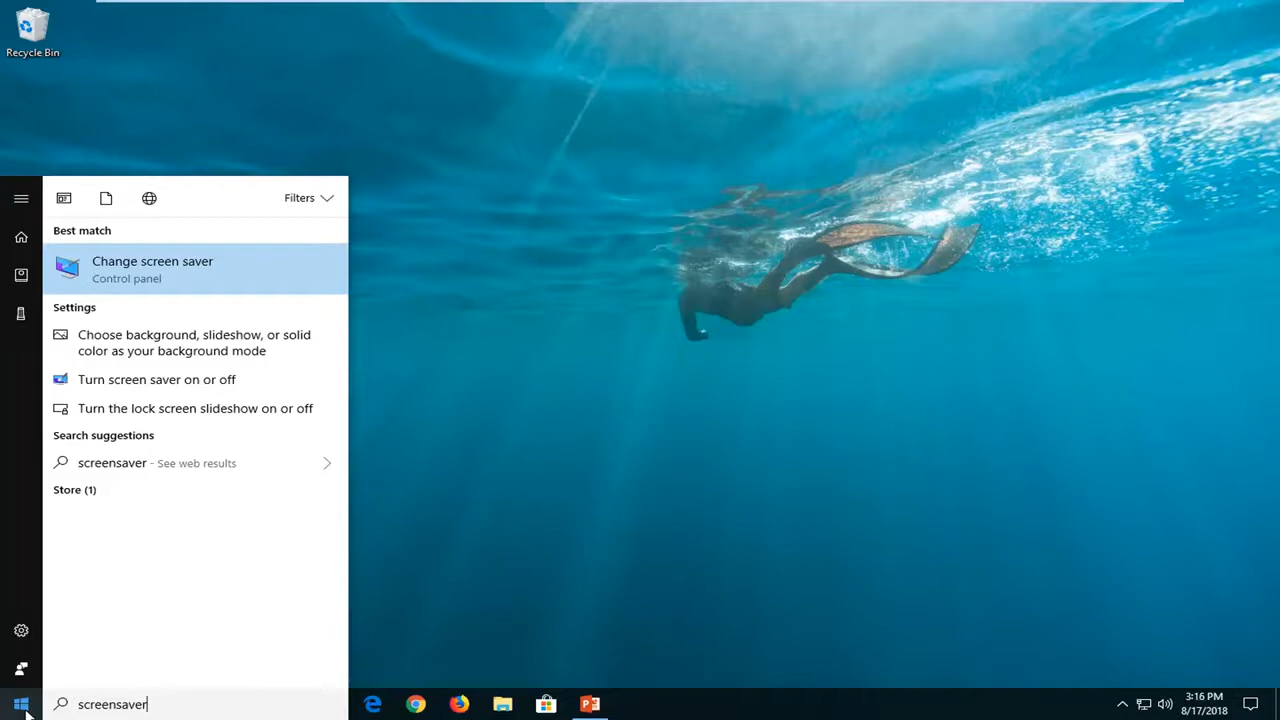 Recycle Bin
Filters
Best match
Change screen saver
Control panel
Settings
Choose background, slideshow, or solid
color as your background mode
Turn screen saver on or off
Turn the lock screen slideshow on or off
Search suggestions
screensaver - See web results
Store (1)
screensaver
3:16 PM
8/17/2018